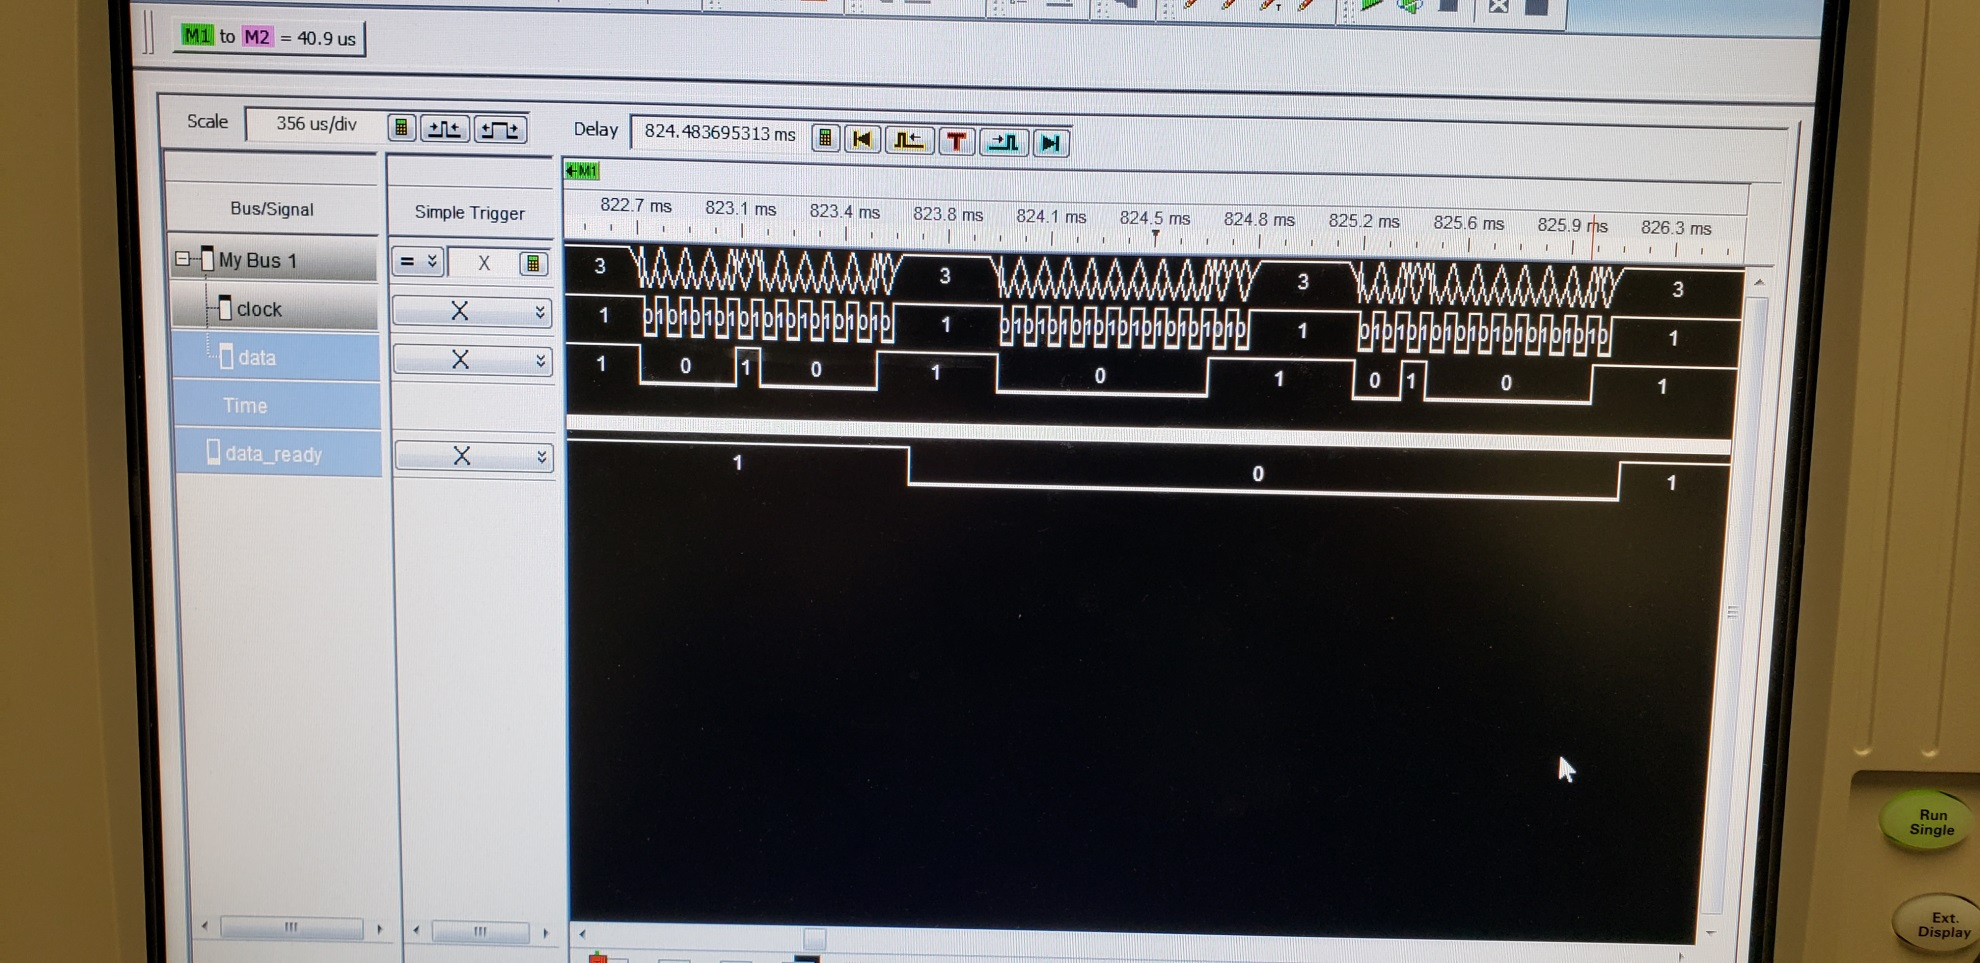 M1 to M2 = 40.9 us
Scale 356 us/div Delay 824.483695313 ms T
M1
Bus/Signal Simple Trigger 822.7 ms 823.1 ms 823.4 ms 823.8 ms 824.1 ms 824.5 ms 824.8 ms 825.2 ms 825.6 ms 825.9 ms 826.3 ms
My Bus 1 = X 3 3 3 3
clock X 1 1 1 1
data X 1 0 1 0 1 0 1 0 1 0 1
Time
data_ready X 1 0 1
Run
Single
Ext.
Display